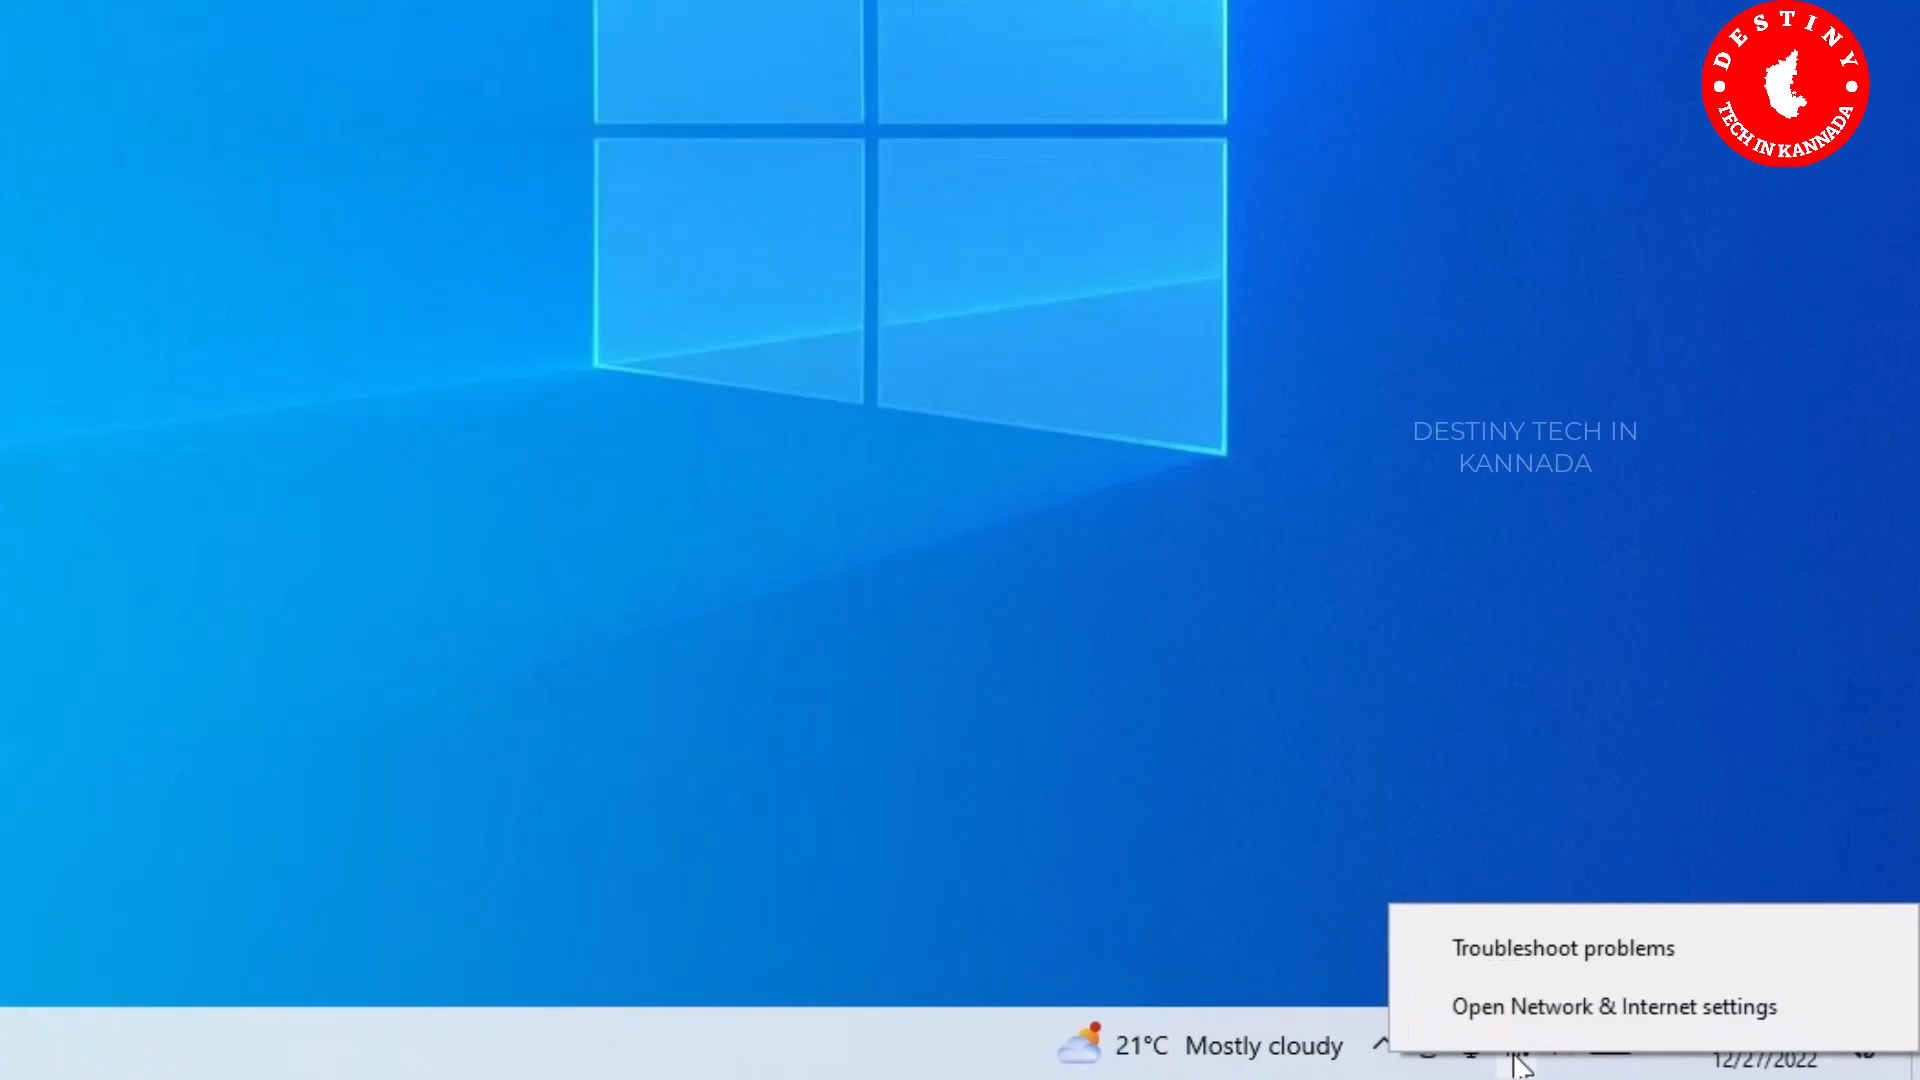 DESTINY
TECH IN KANNADA
DESTINY TECH IN
KANNADA
Troubleshoot problems
Open Network & Internet settings
21°C Mostly cloudy
12/27/2022